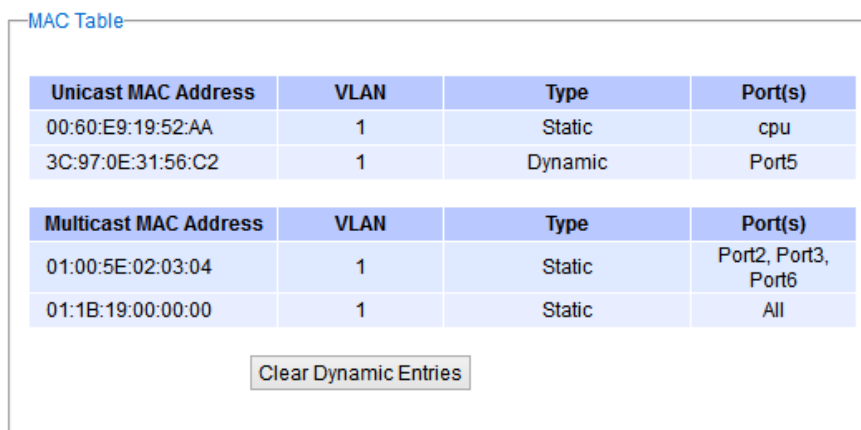 MAC Table
Unicast MAC Address VLAN Type Port(s)
00:60:E9:19:52:AA 1 Static cpu
3C:97:0E:31:56:C2 1 Dynamic Port5
Multicast MAC Address VLAN Type Port(s)
01:00:5E:02:03:04 1 Static Port2, Port3,
Port6
01:1B:19:00:00:00 1 Static All
Clear Dynamic Entries